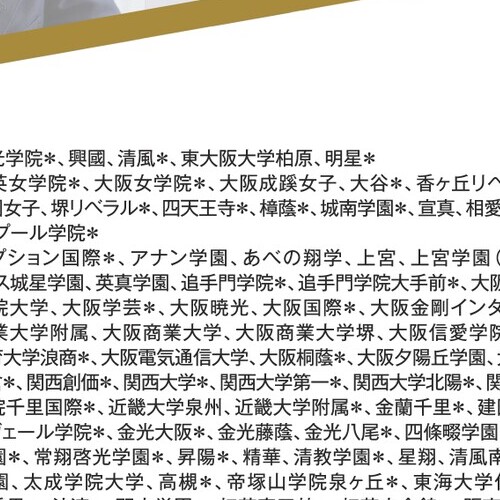 光学院＊、興國、清風＊、東大阪大学柏原、明星＊
英女学院＊、大阪女学院＊、大阪成蹊女子、大谷＊、香ヶ丘リベ
女子、堺リベラル＊、四天王寺＊、樟蔭＊、城南学園＊、宣真、相愛
プール学院＊
プション国際＊、アナン学園、あべの翔学、上宮、上宮学園（
ス城星学園、英真学園、追手門学院＊、追手門学院大手前＊、大阪
院大学、大阪学芸＊、大阪暁光、大阪国際＊、大阪金剛インタ
業大学附属、大阪商業大学、大阪商業大学堺、大阪信愛学院
大学浪商＊、大阪電気通信大学、大阪桐蔭＊、大阪夕陽丘学園、
＊、関西創価＊、関西大学＊、関西大学第一＊、関西大学北陽＊、関
院千里国際＊、近畿大学泉州、近畿大学附属＊、金蘭千里＊、建
ヴェール学院＊、金光大阪＊、金光藤蔭、金光八尾＊、四條畷学園
園＊、常翔啓光学園＊、昇陽＊、精華、清教学園＊、星翔、清風南
園、太成学院大学、高槻＊、帝塚山学院泉ヶ丘＊、東海大学付